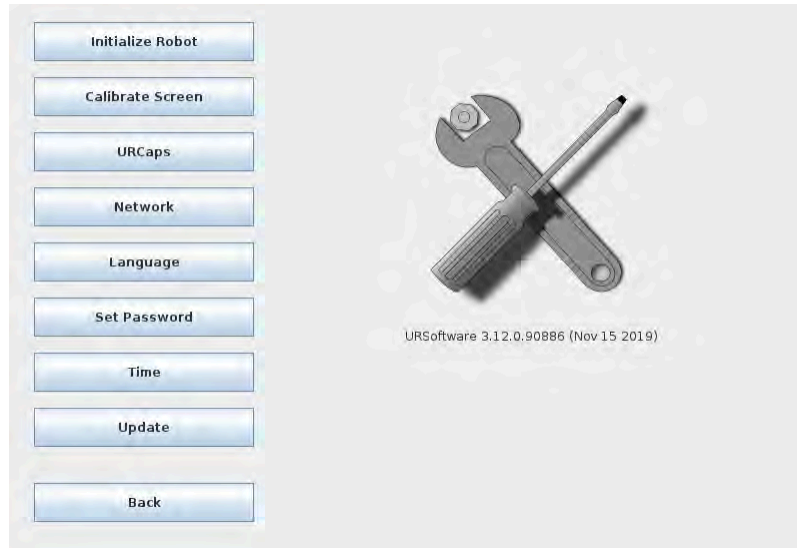 Initialize Robot
Calibrate Screen
URCaps
Network
Language
Set Password
Time
Update
Back
URSoftware 3.12.0.90886 (Nov 15 2019)